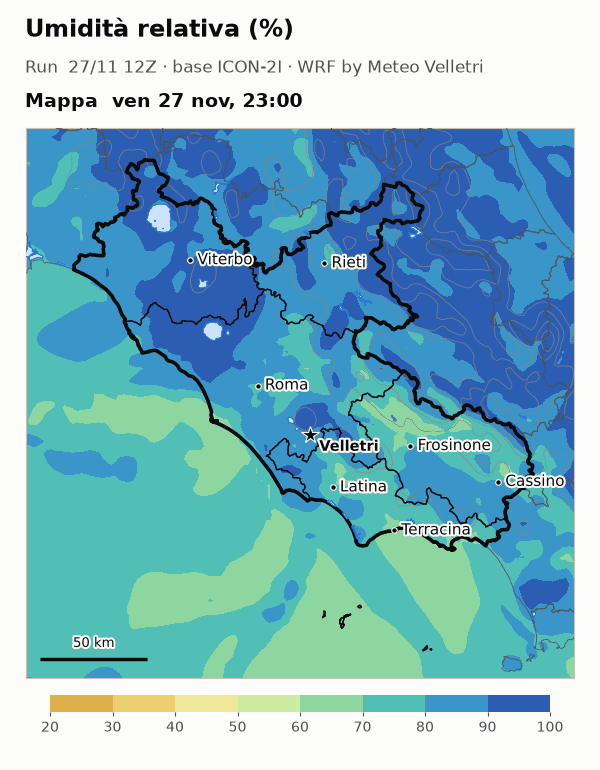 Umidità relativa (%)
Run  27/11 12Z · base ICON-2I · WRF by Meteo Velletri
Mappa  ven 27 nov, 23:00
Viterbo
Rieti
Roma
Velletri
Frosinone
Cassino
Latina
Terracina
50 km
20 30 40 50 60 70 80 90 100